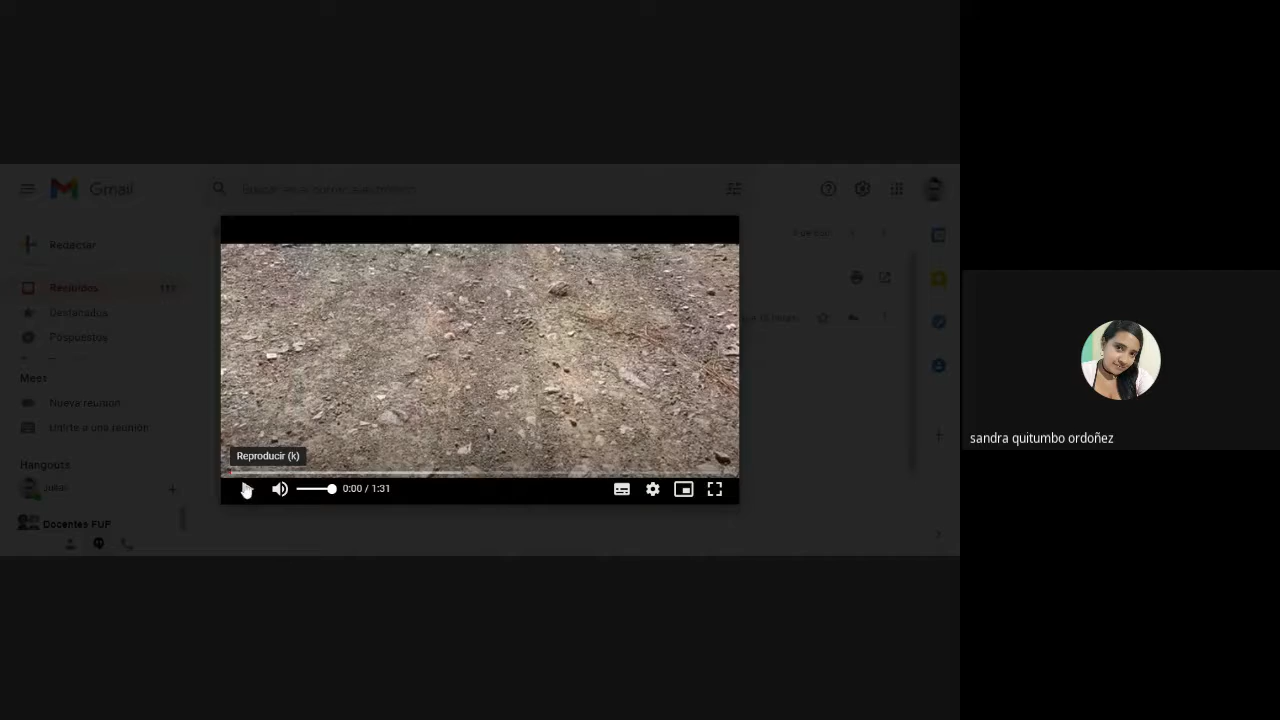 Gmail
Redactar
Recibidos
Destacados
Pospuestos
Meet
Nueva reunión
Unirte a una reunión
Hangouts
Docentes FUP
Reproducir (k)
0:00 / 1:31
sandra quitumbo ordoñez